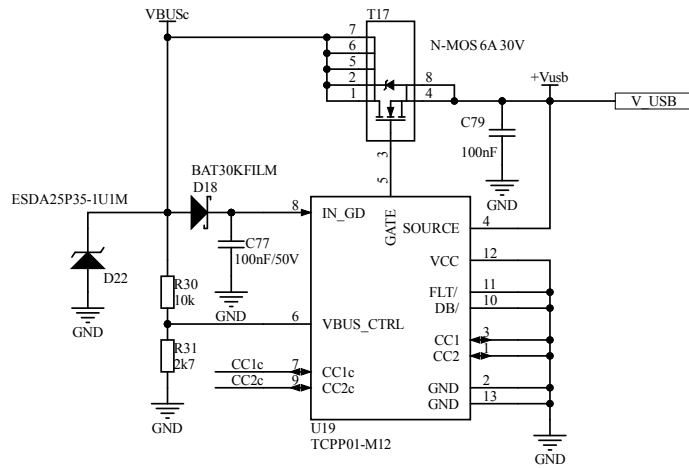 VBUSc
T17
N-MOS 6A 30V
7
6
5
2
1
8
4
+Vusb
V_USB
C79
100nF
GND
3
5
BAT30KFILM
D18
ESDA25P35-1U1M
D22
GND
C77
100nF/50V
GND
R30
10k
R31
2k7
GND
8
IN_GD
GATE
SOURCE
4
VCC
12
FLT/
11
DB/
10
6
VBUS_CTRL
CC1
3
CC2
1
CC1c
7
CC1c
CC2c
9
CC2c
GND
2
GND
13
U19
TCPP01-M12
GND